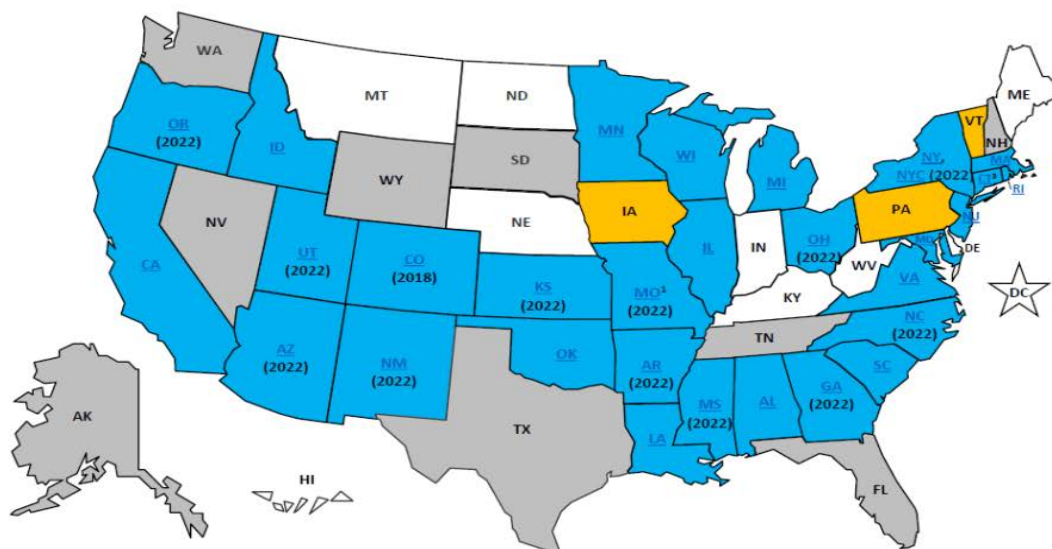 WA
MT
ND
OR
(2022)
ID
WY
SD
MN
WI
MI
VT
NH
ME
NY,
NYC (2022
MA
CT³
RI
NV
NE
IA
PA
NJ
CA
UT
(2022)
CO
(2018)
KS
(2022)
MO¹
(2022)
IL
IN
OH
(2022)
WV
VA
DE
DC
KY
AZ
(2022)
NM
(2022)
OK
AR
(2022)
TN
NC
(2022)
SC
MS
(2022)
AL
GA
(2022)
TX
LA
FL
AK
HI